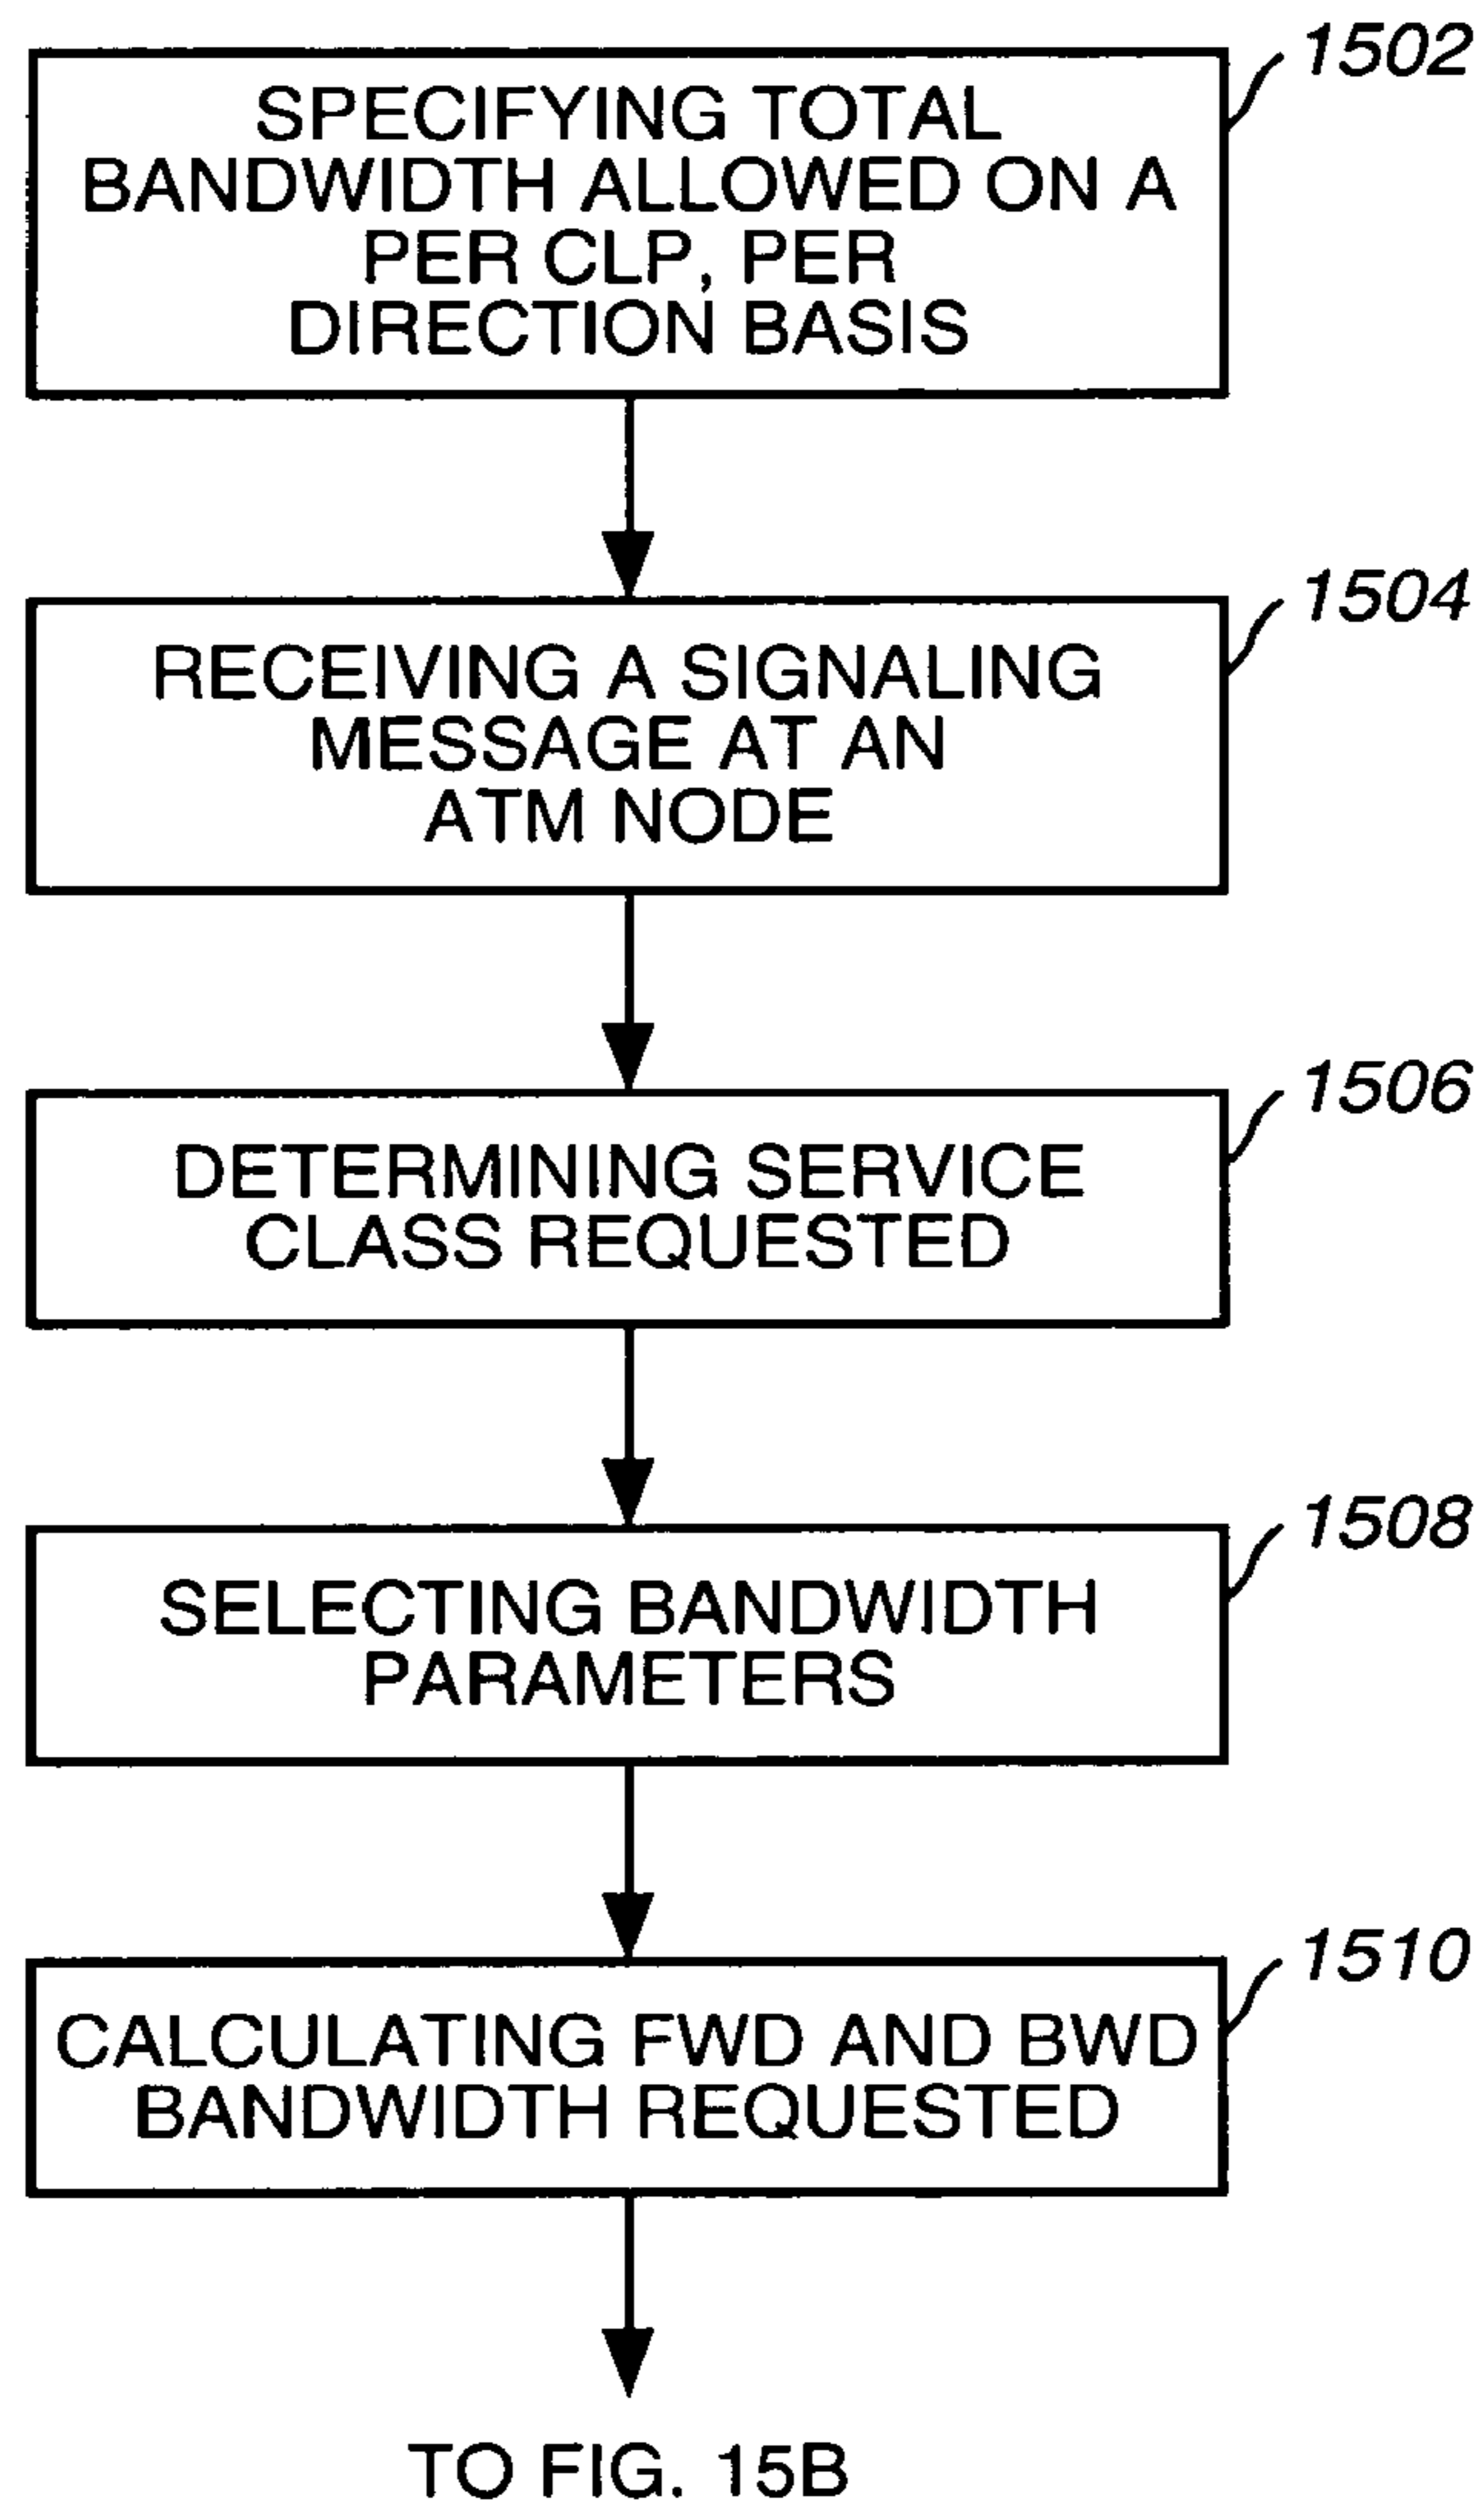 1502
SPECIFYING TOTAL
BANDWIDTH ALLOWED ON A
PER CLP, PER
DIRECTION BASIS
1504
RECEIVING A SIGNALING
MESSAGE AT AN
ATM NODE
1506
DETERMINING SERVICE
CLASS REQUESTED
1508
SELECTING BANDWIDTH
PARAMETERS
1510
CALCULATING FWD AND BWD
BANDWIDTH REQUESTED
TO FIG. 15B